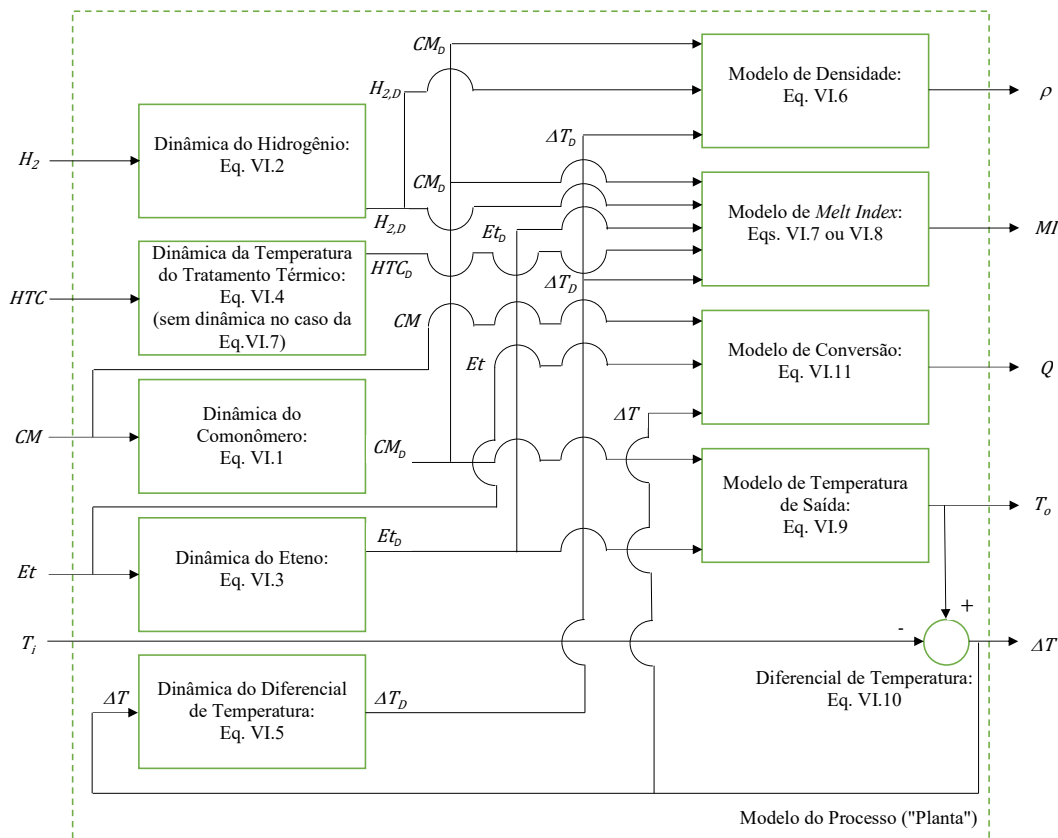 CM_D
Modelo de Densidade:
Eq. VI.6
ρ
H_{2,D}
Dinâmica do Hidrogênio:
Eq. VI.2
H_2
ΔT_D
CM_D
H_{2,D}
Modelo de Melt Index:
Eqs. VI.7 ou VI.8
MI
Et_D
Dinâmica da Temperatura
do Tratamento Térmico:
Eq. VI.4
(sem dinâmica no caso da
Eq.VI.7)
HTC
HTC_D
ΔT_D
CM
Modelo de Conversão:
Eq. VI.11
Q
Et
ΔT
Dinâmica do
Comonômero:
Eq. VI.1
CM
CM_D
Modelo de Temperatura
de Saída:
Eq. VI.9
T_o
Dinâmica do Eteno:
Eq. VI.3
Et
Et_D
T_i
-
+
ΔT
Diferencial de Temperatura:
Eq. VI.10
ΔT
Dinâmica do Diferencial
de Temperatura:
Eq. VI.5
ΔT_D
Modelo do Processo ("Planta")